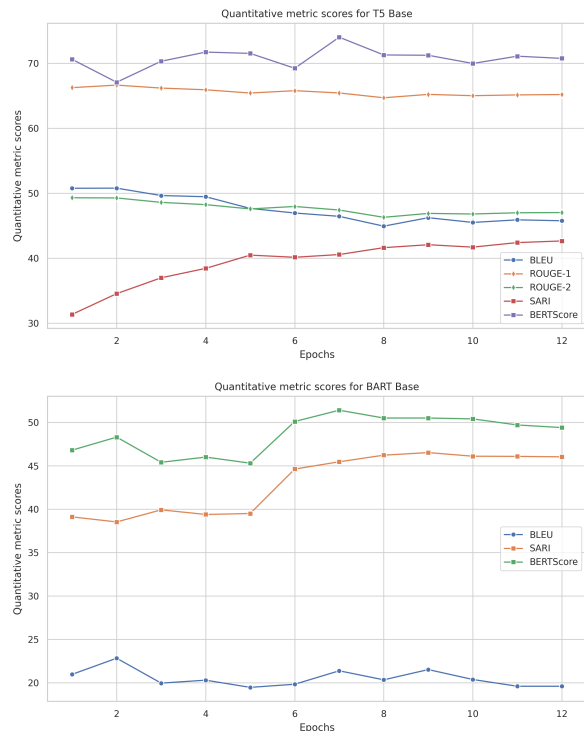 Quantitative metric scores for T5 Base
Quantitative metric scores
70
60
50
40
30
BLEU
ROUGE-1
ROUGE-2
SARI
BERTScore
2 4 6 8 10 12
Epochs
Quantitative metric scores for BART Base
Quantitative metric scores
50
45
40
35
30
25
20
BLEU
SARI
BERTScore
2 4 6 8 10 12
Epochs